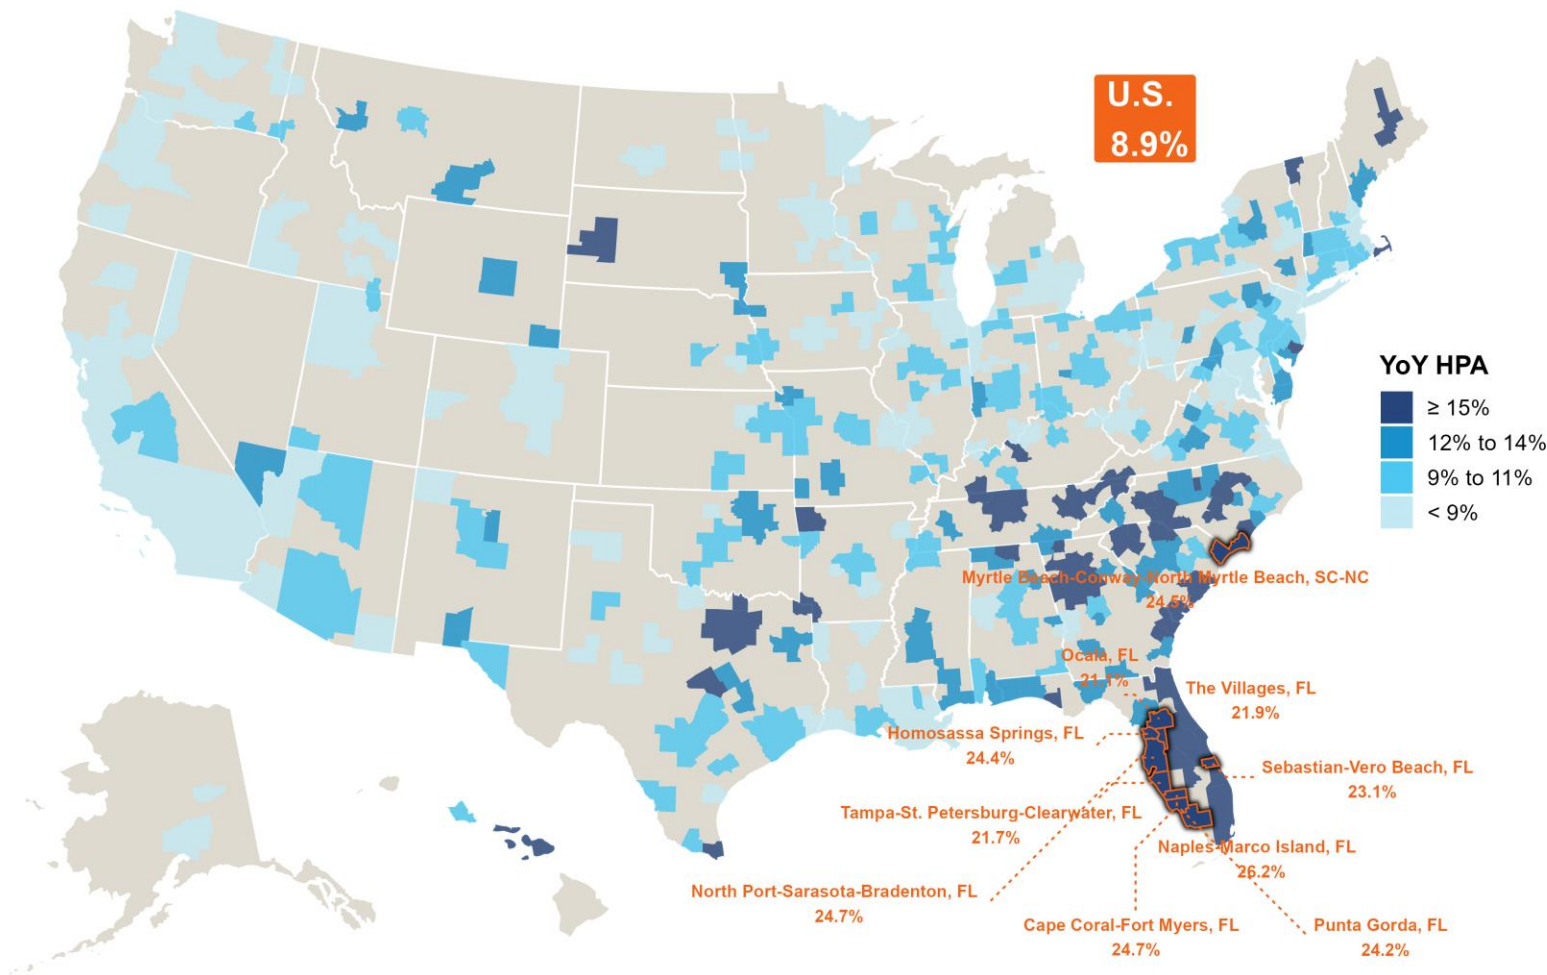 U.S.
8.9%
YoY HPA
≥ 15%
12% to 14%
9% to 11%
< 9%
Myrtle Beach-Conway-North Myrtle Beach, SC-NC
24.5%
Ocala, FL
21.1%
The Villages, FL
21.9%
Homosassa Springs, FL
24.4%
Sebastian-Vero Beach, FL
23.1%
Tampa-St. Petersburg-Clearwater, FL
21.7%
Naples-Marco Island, FL
26.2%
North Port-Sarasota-Bradenton, FL
24.7%
Cape Coral-Fort Myers, FL
24.7%
Punta Gorda, FL
24.2%